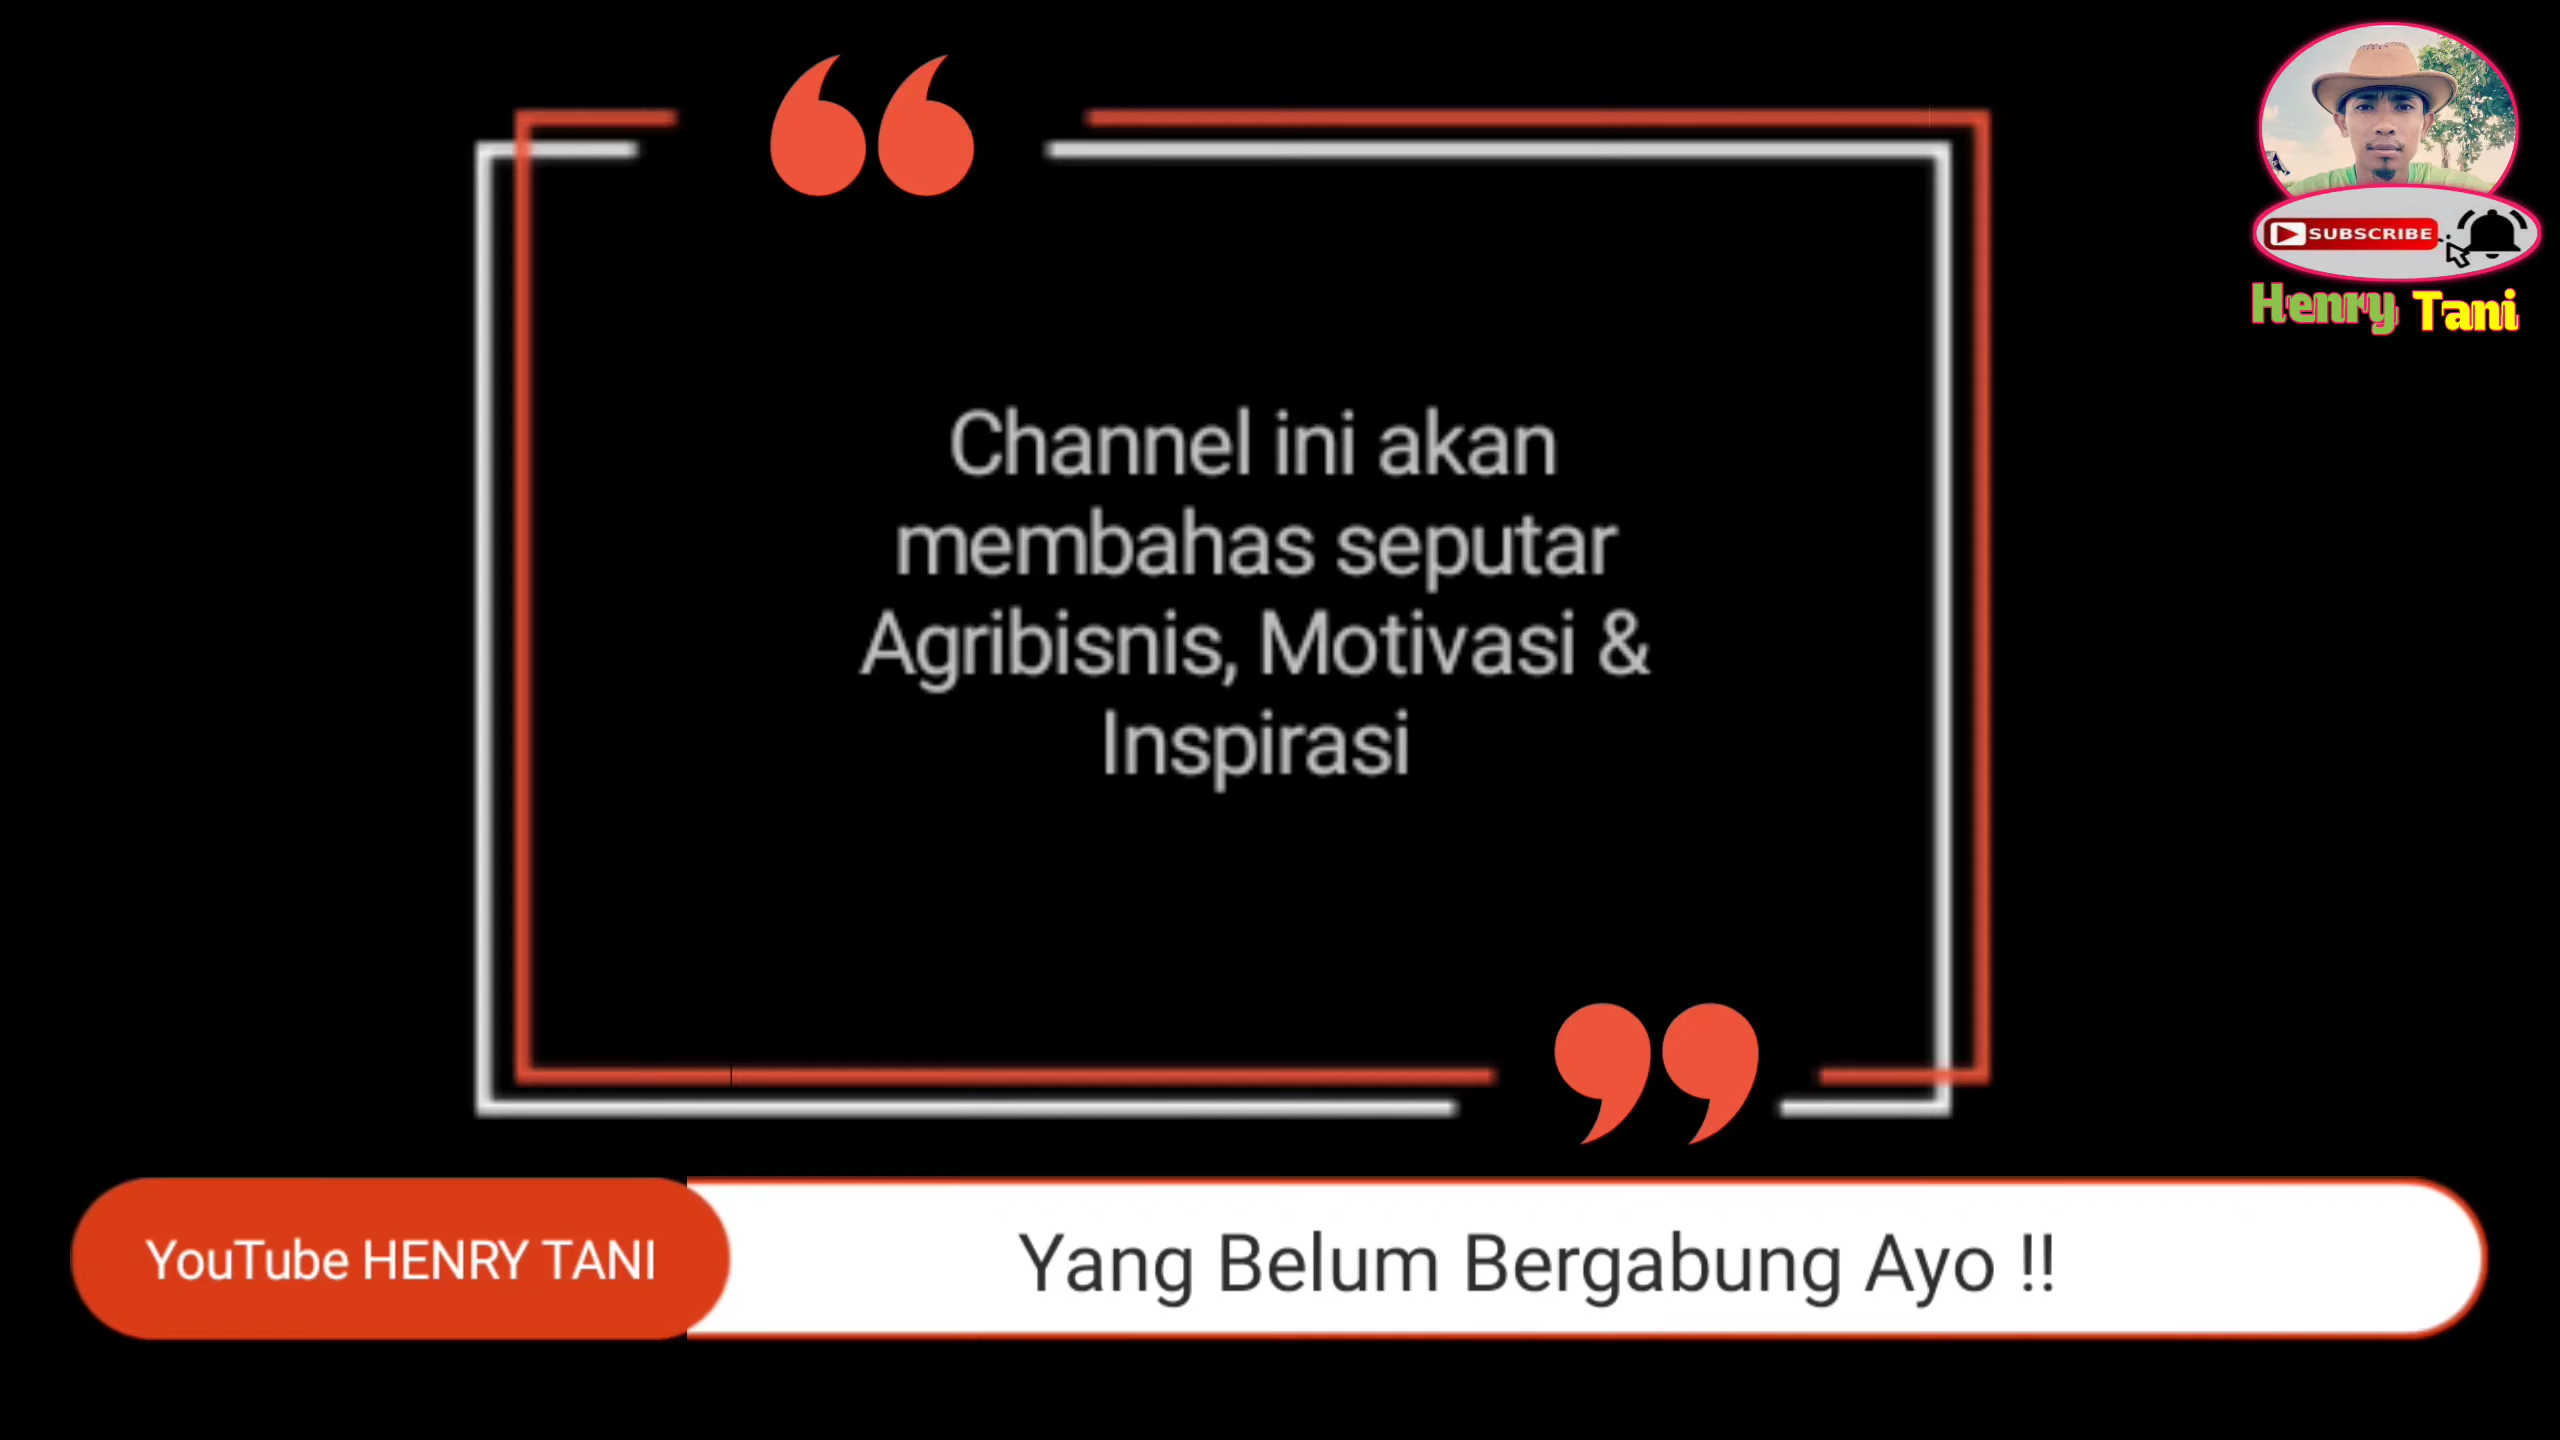 SUBSCRIBE
Henry Tani
Channel ini akan
membahas seputar
Agribisnis, Motivasi &
Inspirasi
YouTube HENRY TANI
Yang Belum Bergabung Ayo !!